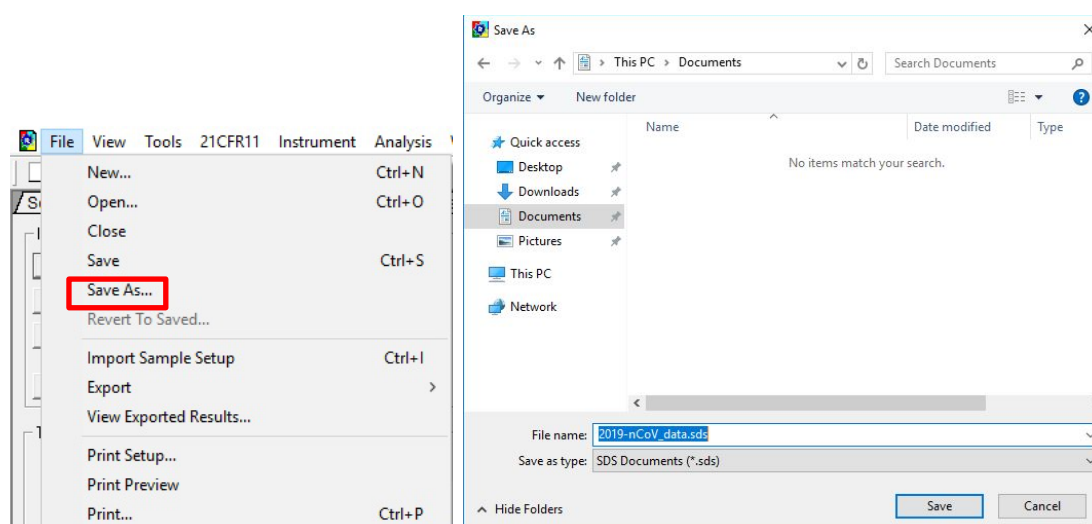 File View Tools 21CFR11 Instrument Analysis
New... Ctrl+N
Open... Ctrl+O
Close
Save Ctrl+S
Save As...
Revert To Saved...
Import Sample Setup Ctrl+I
Export >
View Exported Results...
Print Setup...
Print Preview
Print... Ctrl+P
Save As
This PC > Documents
Search Documents
Organize
New folder
Name Date modified Type
No items match your search.
Quick access
Desktop
Downloads
Documents
Pictures
This PC
Network
File name: 2019-nCoV_data.sds
Save as type: SDS Documents (*.sds)
Hide Folders
Save Cancel